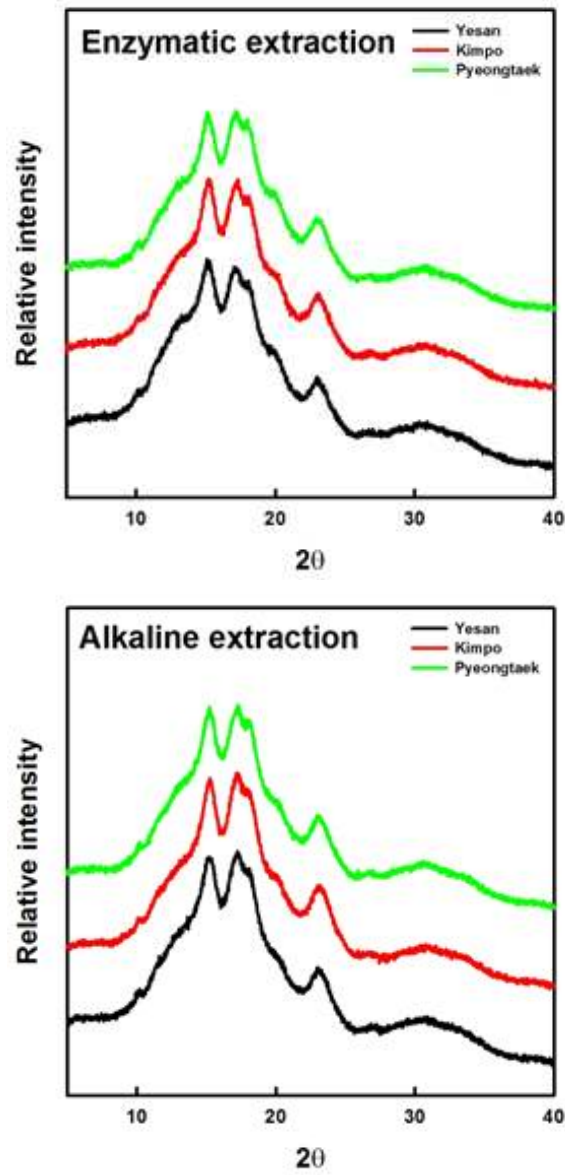 Enzymatic extraction
Yesan
Kimpo
Pyeongtaek
Relative intensity
10 20 30 40
2θ
Alkaline extraction
Yesan
Kimpo
Pyeongtaek
Relative intensity
10 20 30 40
2θ